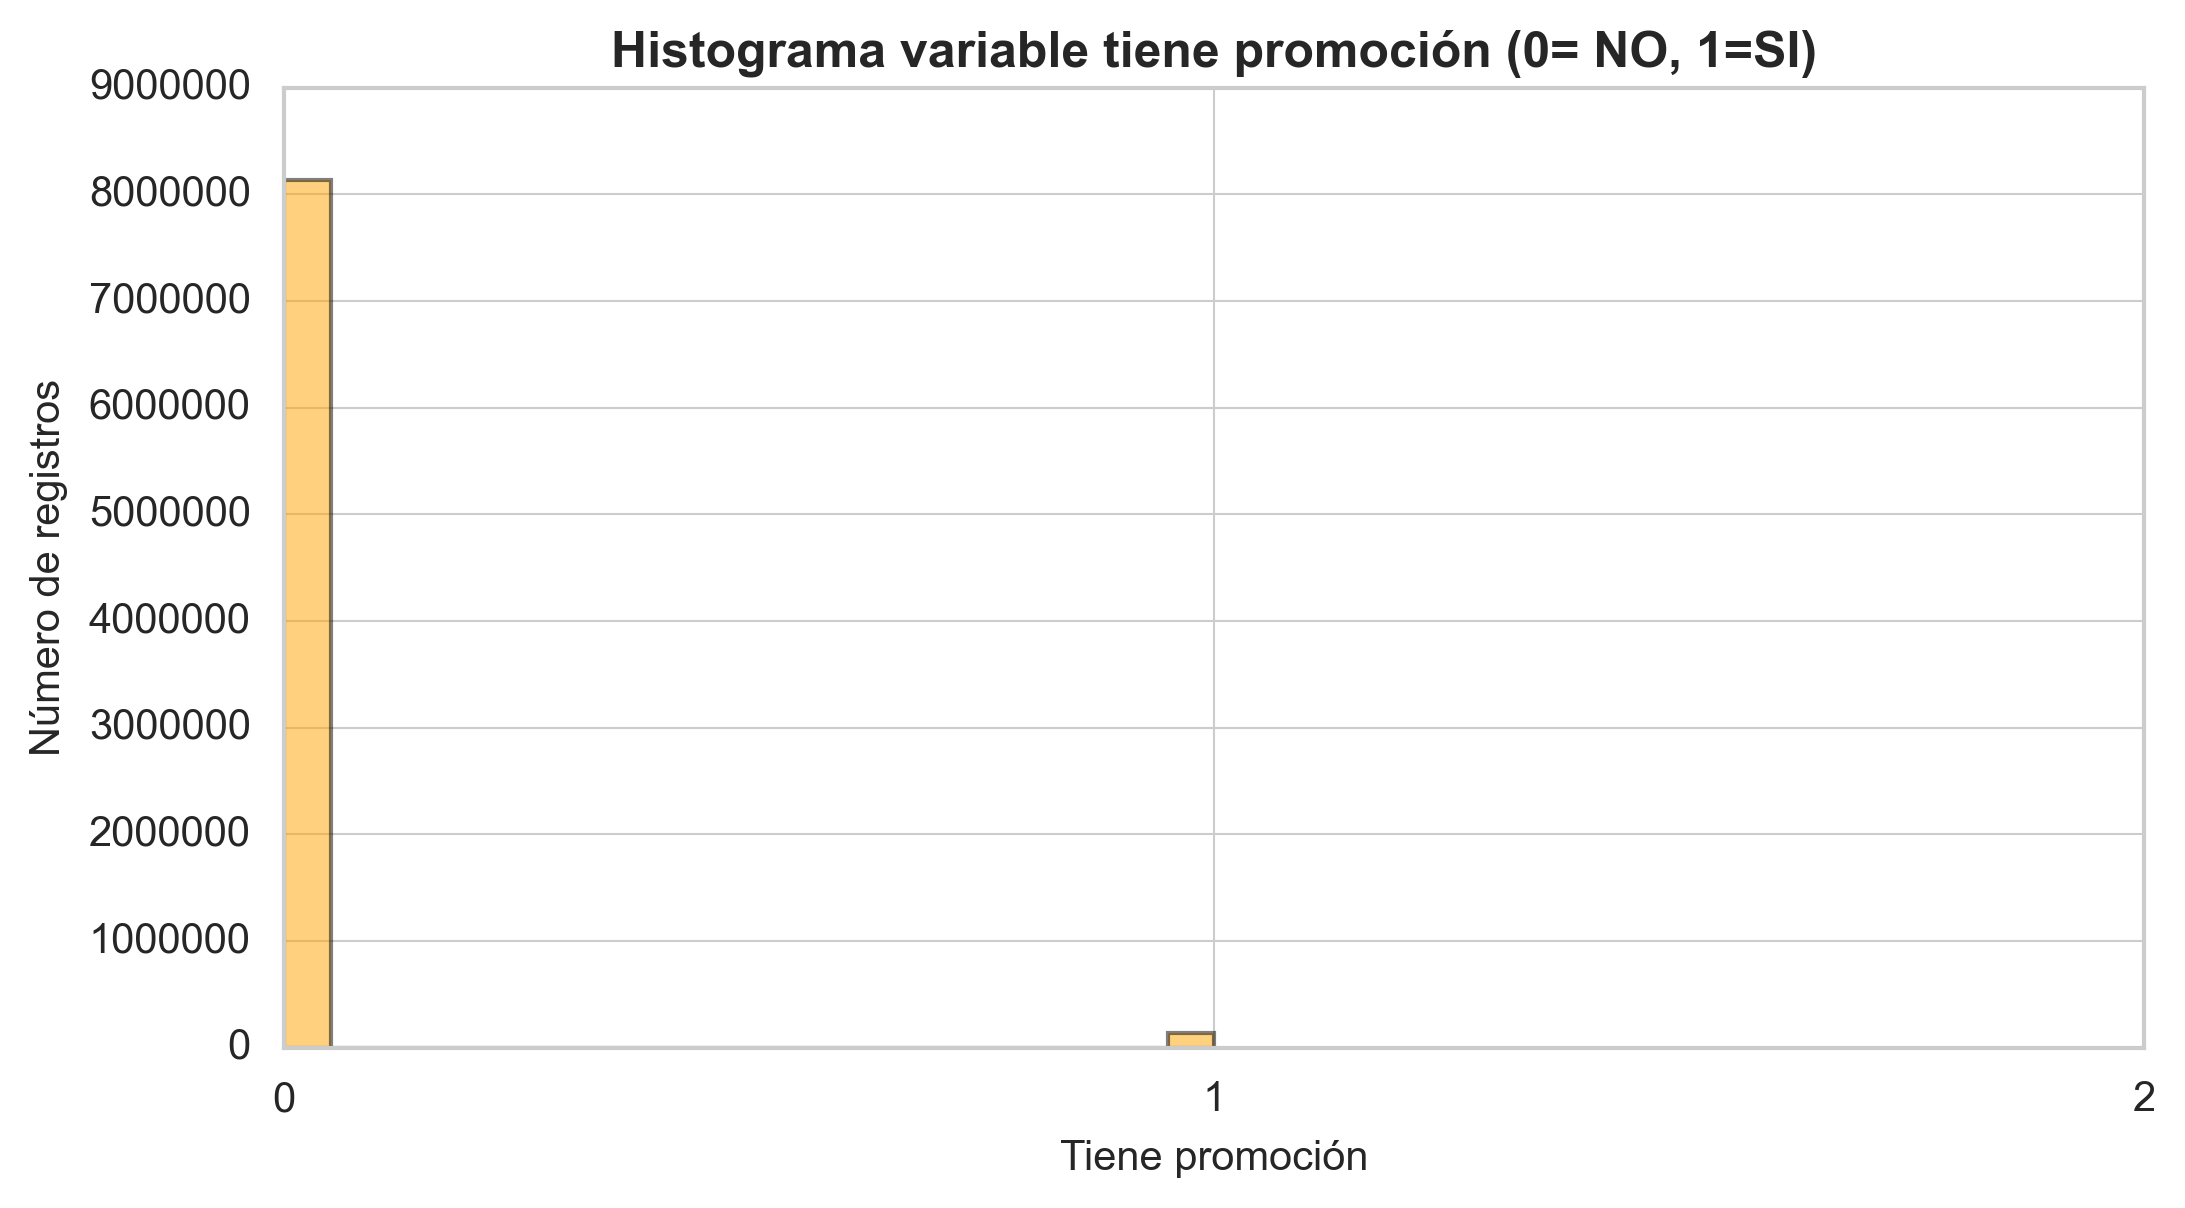 Histograma variable tiene promoción (0= NO, 1=SI)
9000000
8000000
7000000
6000000
5000000
4000000
3000000
2000000
1000000
0
Número de registros
0 1 2
Tiene promoción